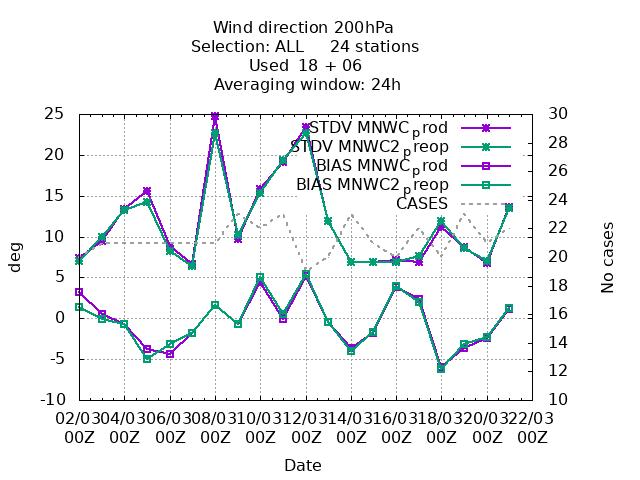 Wind direction 200hPa
Selection: ALL 24 stations
Used 18 + 06
Averaging window: 24h
25
20
15
10
5
0
-5
-10
deg
30
28
26
24
22
20
18
16
14
12
10
No cases
STDV MNWC_prod
STDV MNWC2_preop
BIAS MNWC_prod
BIAS MNWC2_preop
CASES
02/03 04/03 06/03 08/03 10/03 12/03 14/03 16/03 18/03 20/03 22/03
00Z 00Z 00Z 00Z 00Z 00Z 00Z 00Z 00Z 00Z 00Z
Date